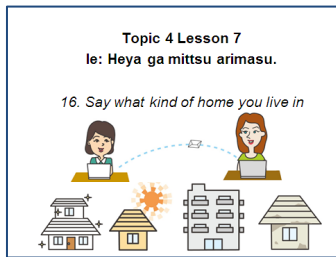 Topic 4 Lesson 7
Ie: Heya ga mittsu arimasu.
16. Say what kind of home you live in